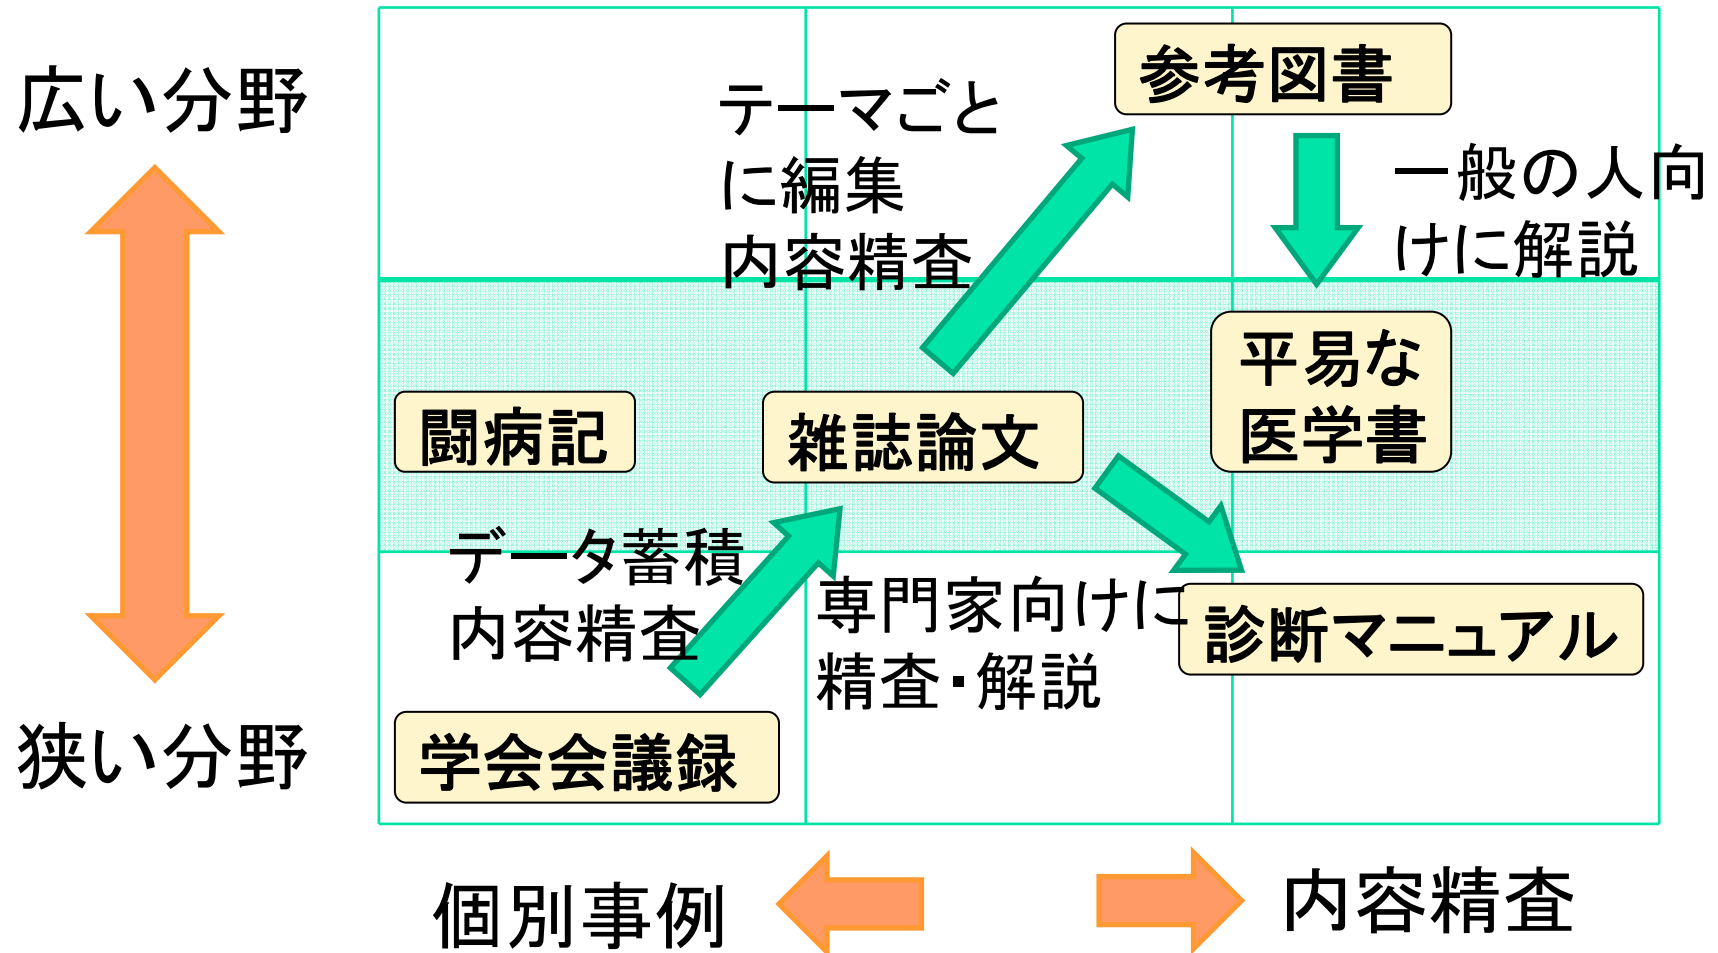 広い分野
参考図書
テーマごと
に編集
内容精査
一般の人向
けに解説
平易な
医学書
闘病記
雑誌論文
データ蓄積
内容精査
専門家向けに
精査・解説
診断マニュアル
狭い分野
学会会議録
個別事例
内容精査